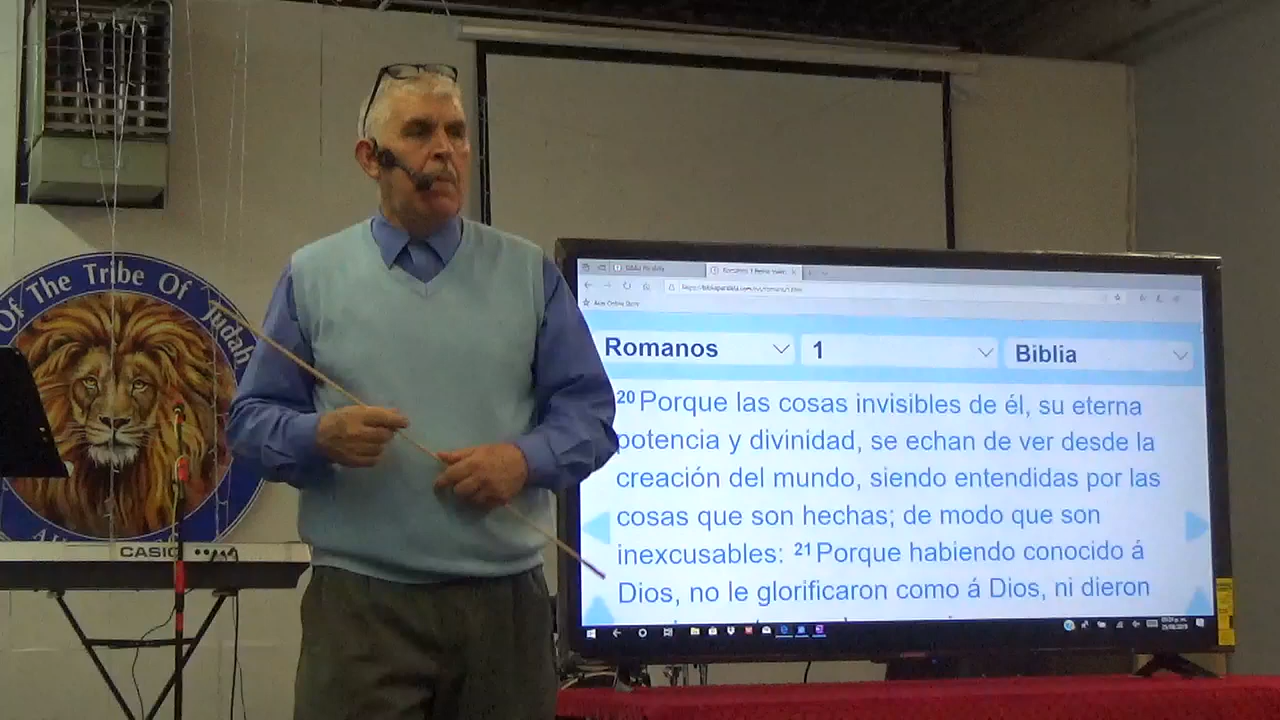 Of The Tribe Of Judah
CASIO
Romanos
1
Biblia
20 Porque las cosas invisibles de él, su eterna
potencia y divinidad, se echan de ver desde la
creación del mundo, siendo entendidas por las
cosas que son hechas; de modo que son
inexcusables: 21 Porque habiendo conocido á
Dios, no le glorificaron como á Dios, ni dieron